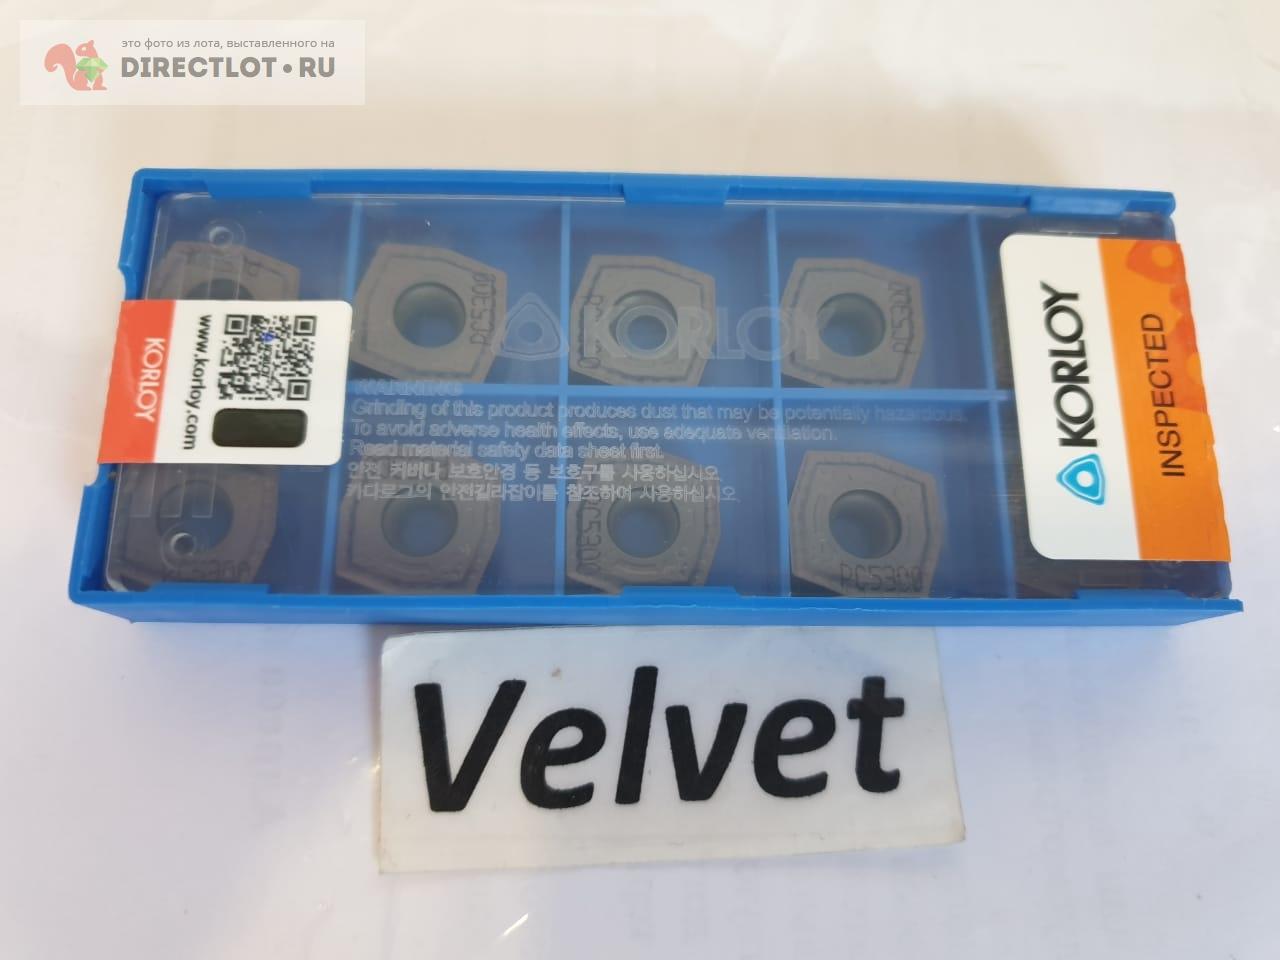 это фото из лота, выставленного на
DIRECTLOT.RU
KORLOY
www.korloy.com
PC5300
PC5300
KORLOY
KORLOY
INSPECTED
WARNING
Grinding of this product produces dust that may be potentially hazardous.
To avoid adverse health effects, use adequate ventilation.
Read material safety data sheet first.
안전 커버나 보호안경 등 보호구를 사용하십시오.
카다로그의 안전길라잡이를 참조하여 사용하십시오.
PC5300
PC5300
PC5300
Velvet